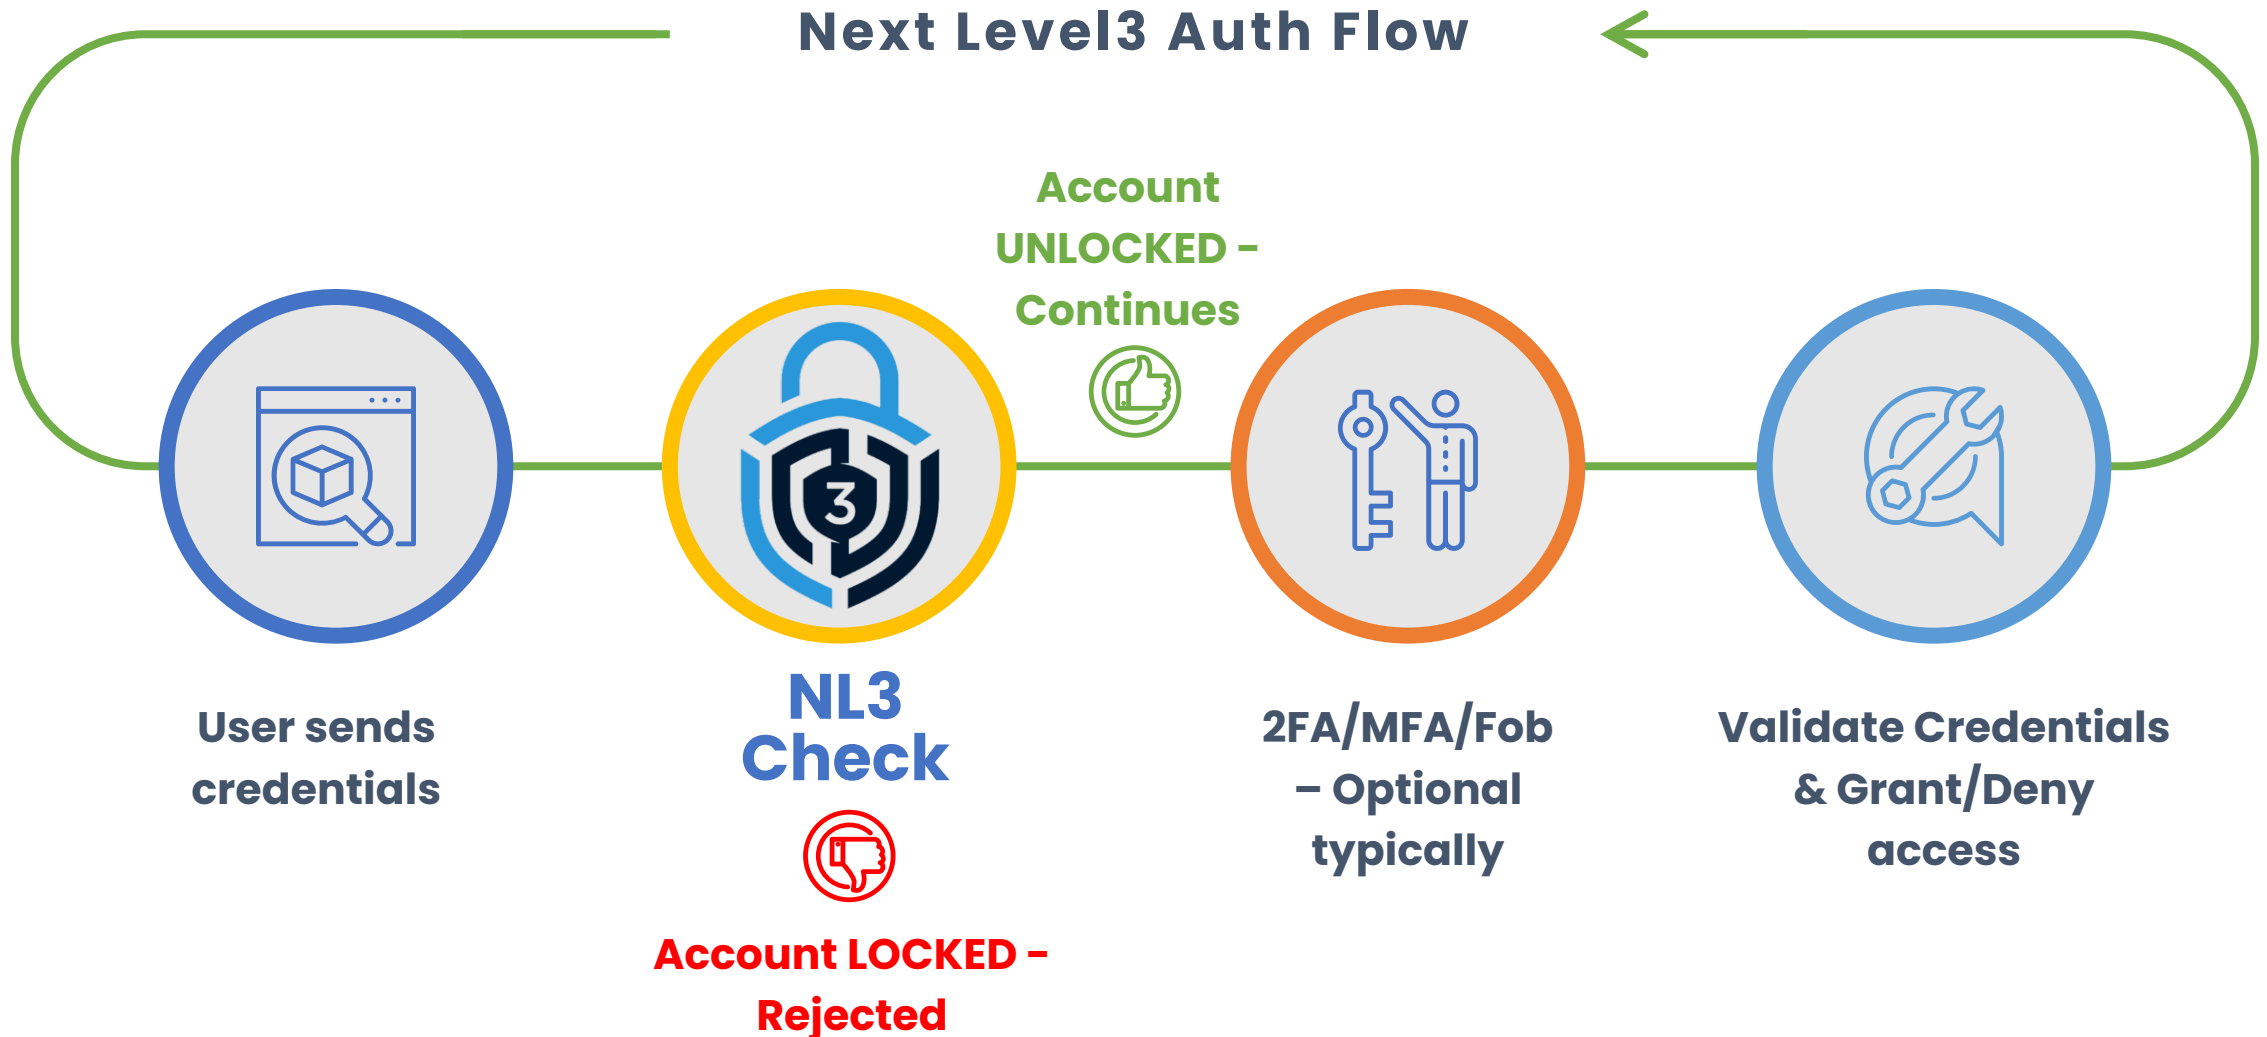 Next Level3 Auth Flow
Account
UNLOCKED -
Continues
3
User sends
credentials
NL3
Check
Account LOCKED -
Rejected
2FA/MFA/Fob
– Optional
typically
Validate Credentials
& Grant/Deny
access